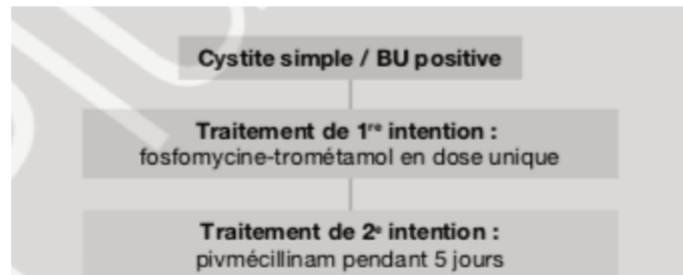 Cystite simple / BU positive
Traitement de 1re intention :
fosfomycine-trométamol en dose unique
Traitement de 2e intention :
pivmécillinam pendant 5 jours